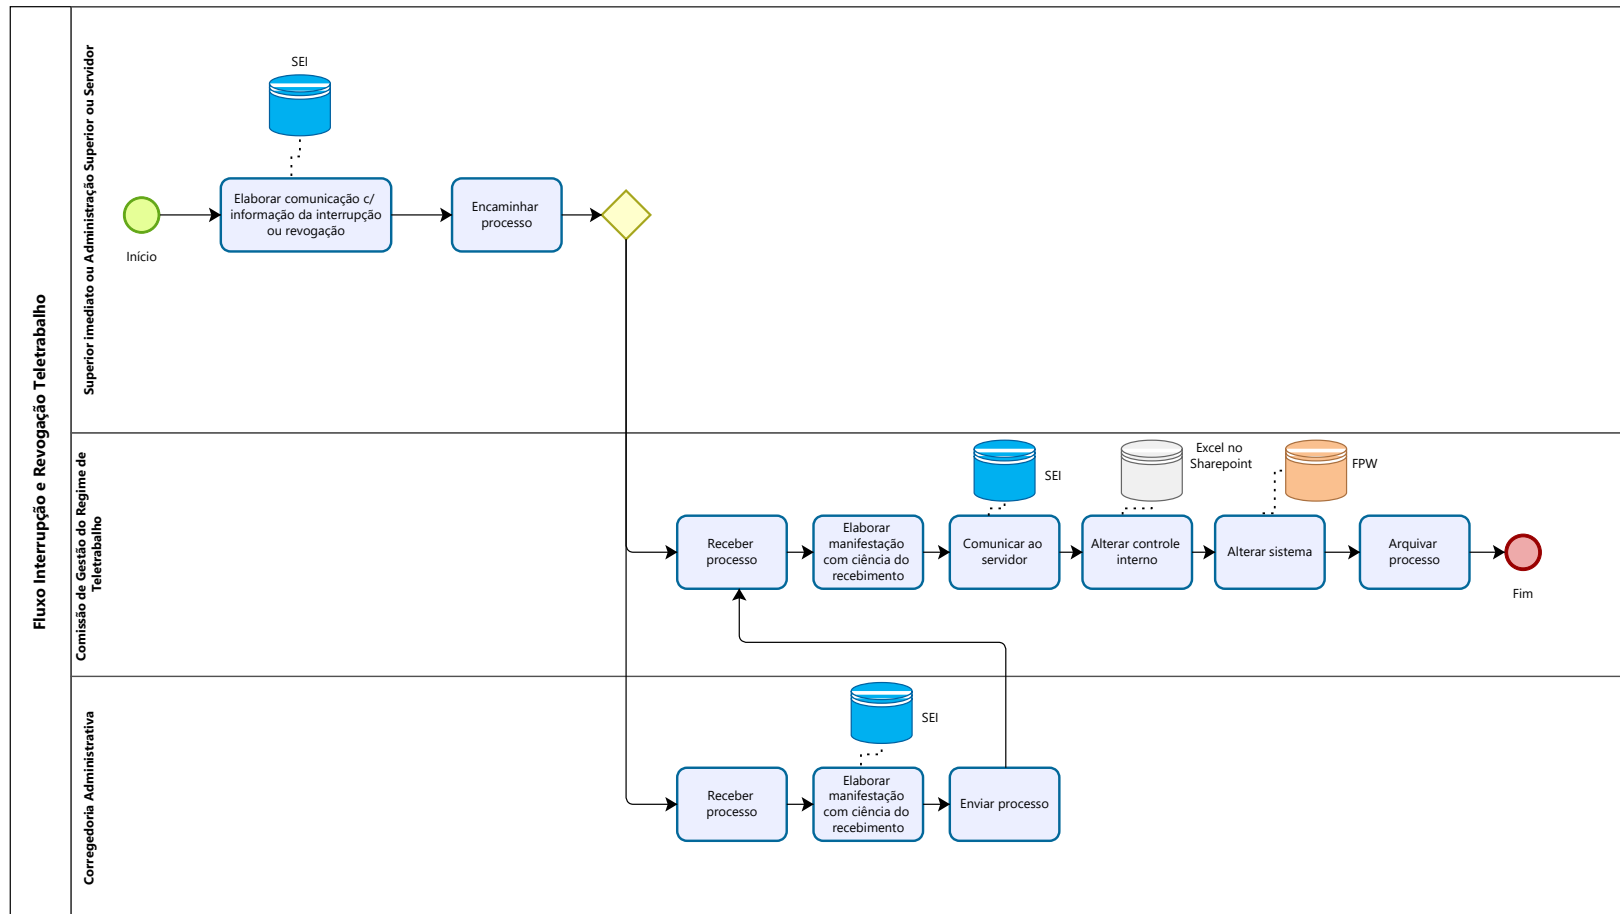 Fluxo Interrupção e Revogação Teletrabalho
Superior imediato ou Administração Superior ou Servidor
SEI
Início
Elaborar comunicação c/
informação da interrupção
ou revogação
Encaminhar
processo
Comissão de Gestão do Regime de
Teletrabalho
Receber
processo
Elaborar
manifestação
com ciência do
recebimento
SEI
Comunicar ao
servidor
Excel no
Sharepoint
Alterar controle
interno
FPW
Alterar sistema
Arquivar
processo
Fim
Corregedoria Administrativa
Receber
processo
SEI
Elaborar
manifestação
com ciência do
recebimento
Enviar processo